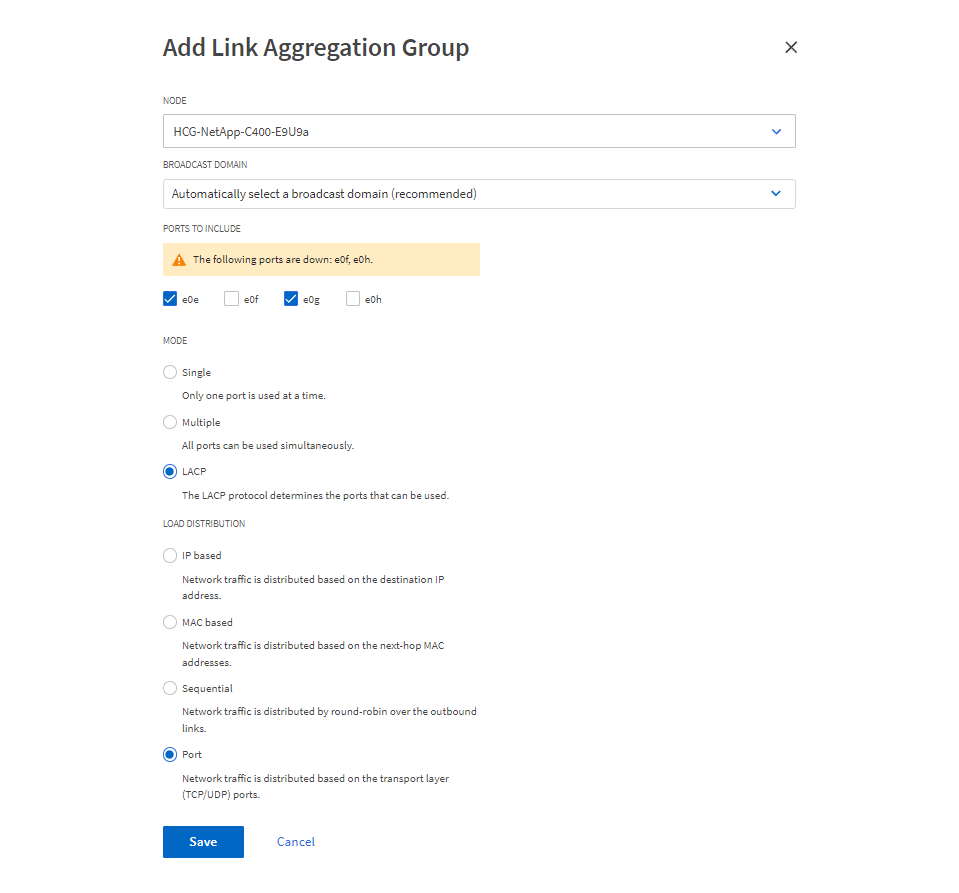 Add Link Aggregation Group
NODE
HCG-NetApp-C400-E9U9a
BROADCAST DOMAIN
Automatically select a broadcast domain (recommended)
PORTS TO INCLUDE
The following ports are down: e0f, e0h.
e0e e0f e0g e0h
MODE
Single
Only one port is used at a time.
Multiple
All ports can be used simultaneously.
LACP
The LACP protocol determines the ports that can be used.
LOAD DISTRIBUTION
IP based
Network traffic is distributed based on the destination IP
address.
MAC based
Network traffic is distributed based on the next-hop MAC
addresses.
Sequential
Network traffic is distributed by round-robin over the outbound
links.
Port
Network traffic is distributed based on the transport layer
(TCP/UDP) ports.
Save Cancel